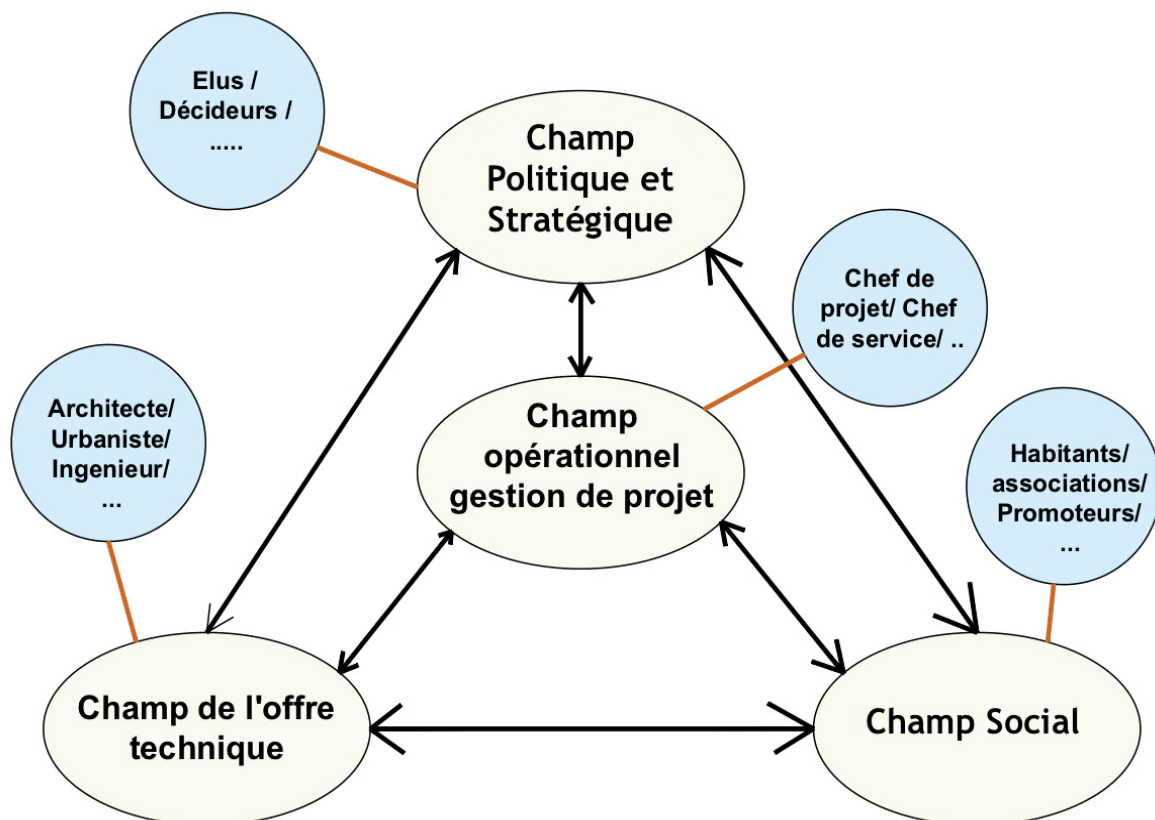 Elus /
Décideurs /
.....
Champ
Politique et
Stratégique
Chef de
projet/ Chef
de service/ ..
Architecte/
Urbaniste/
Ingenieur/
...
Champ
opérationnel
gestion de projet
Habitants/
associations/
Promoteurs/
...
Champ de l'offre
technique
Champ Social